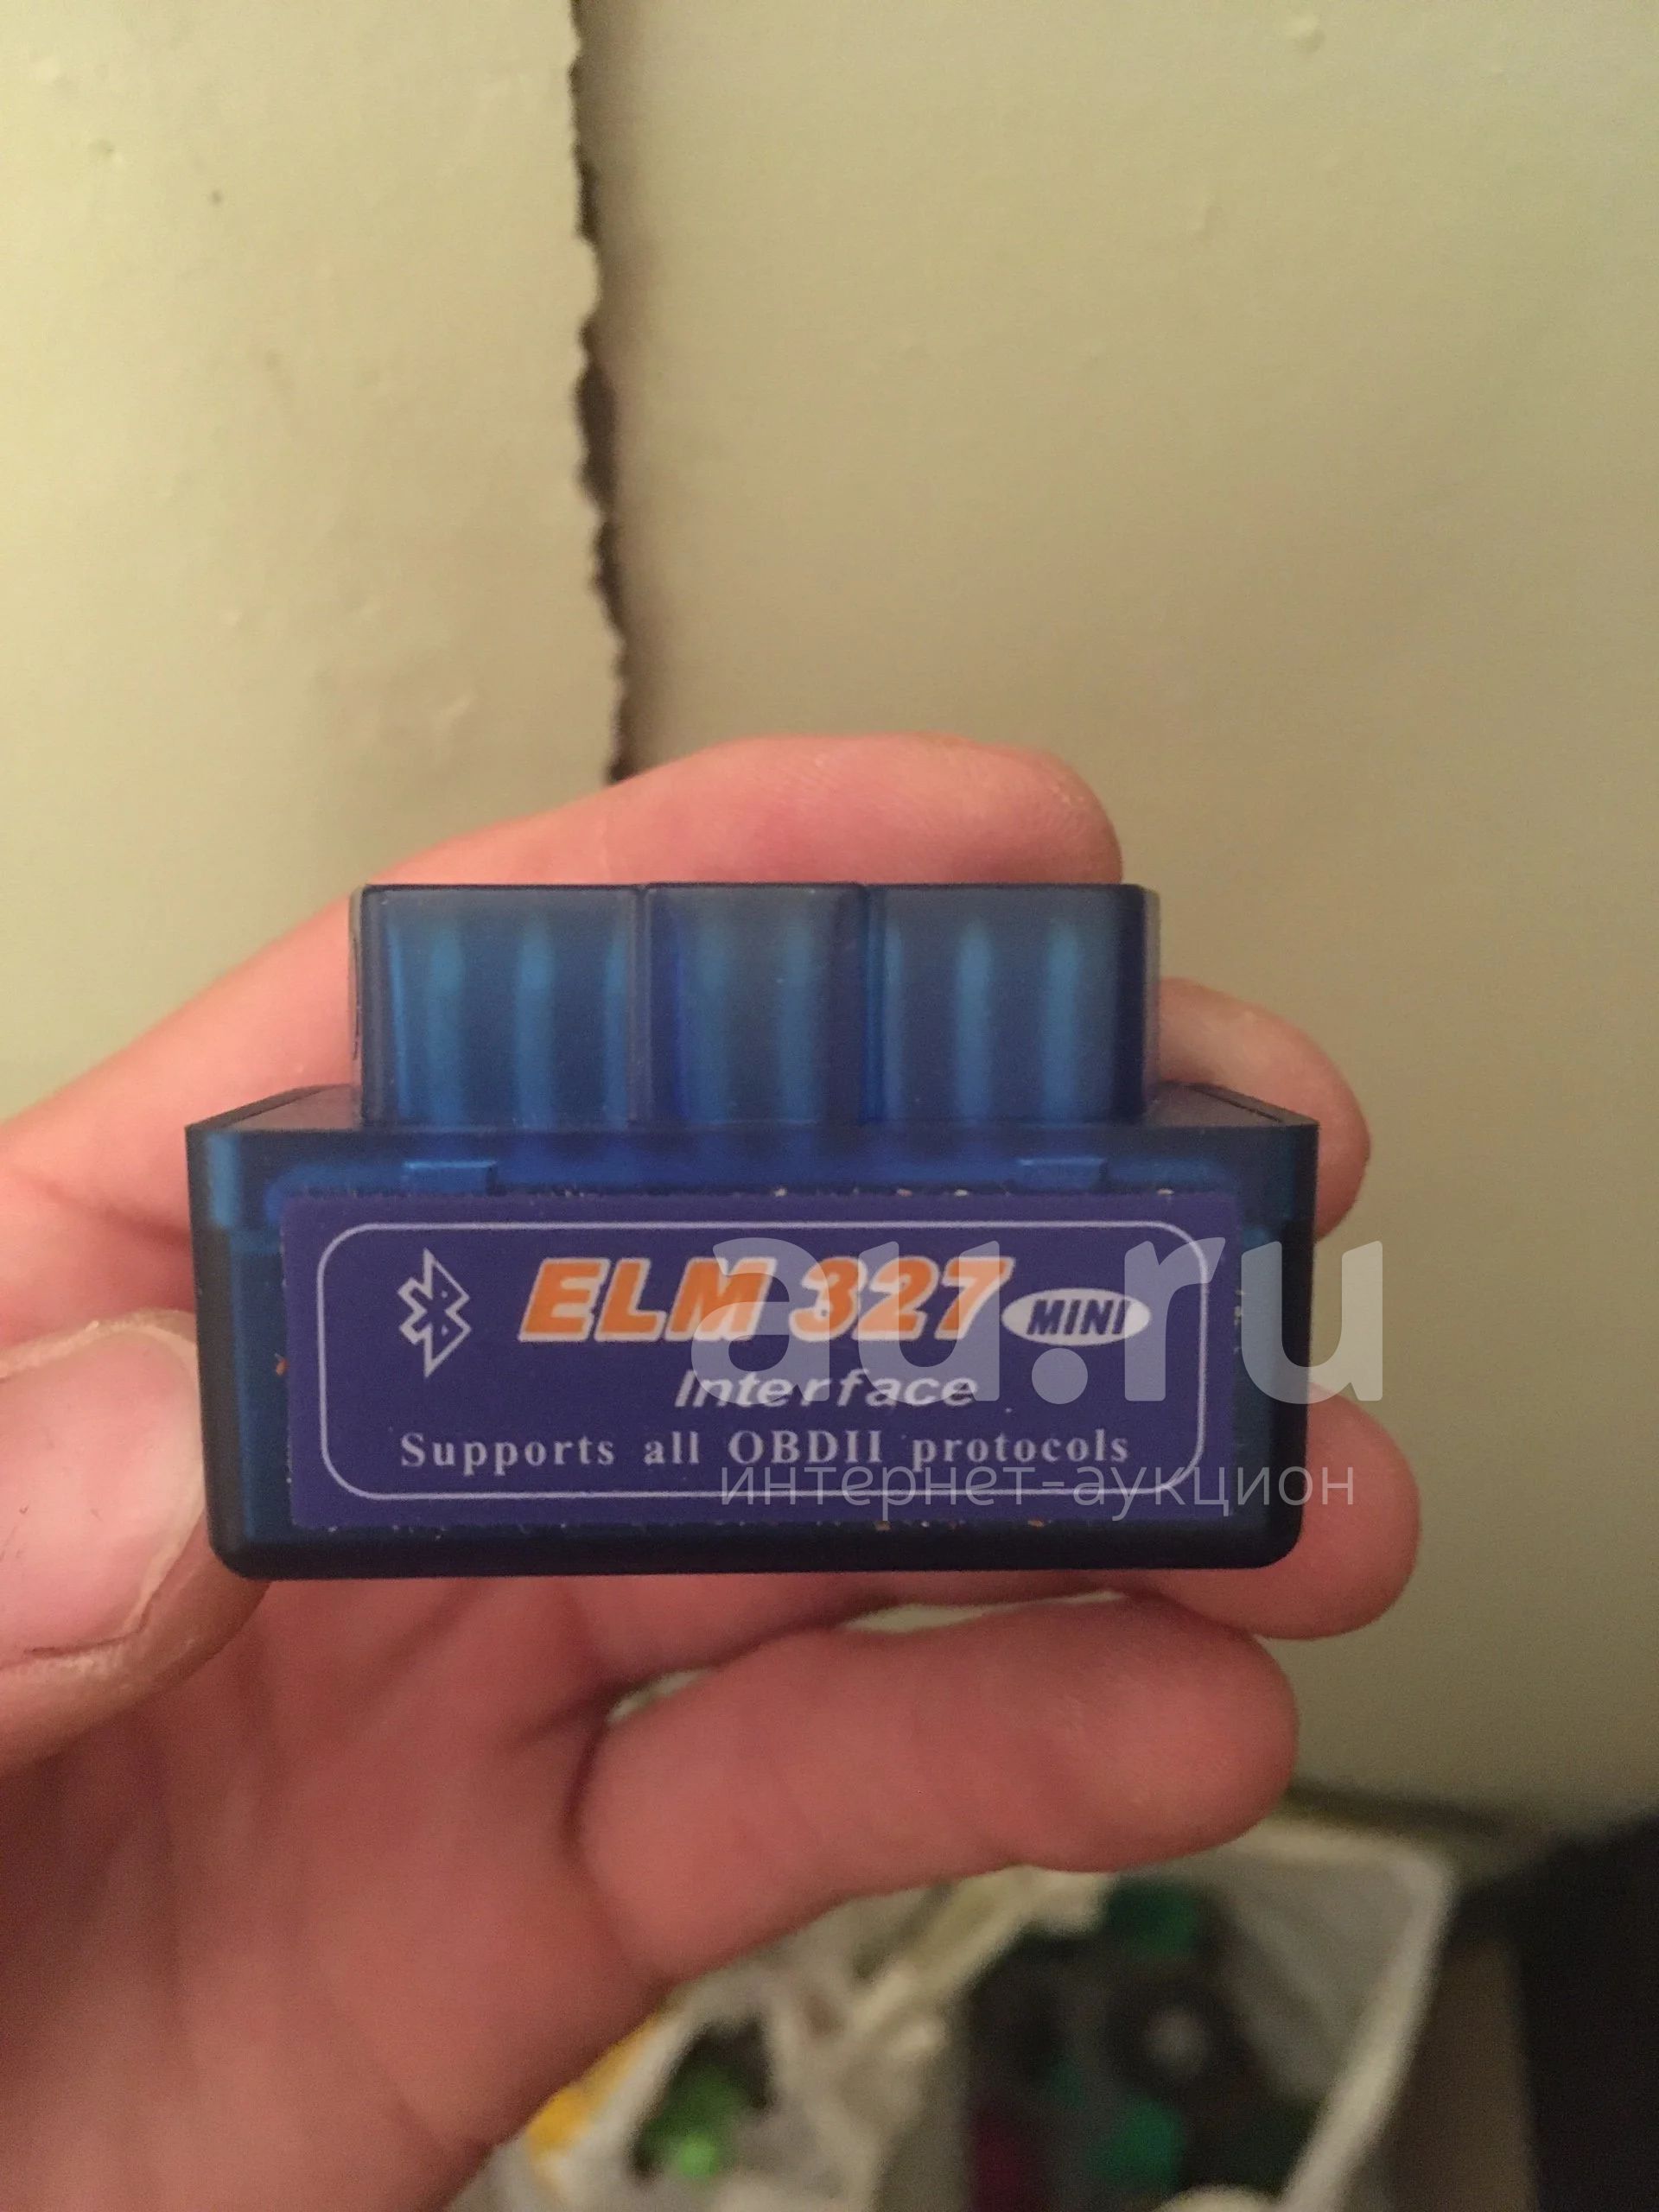 ELM 327 MINI
Interface
Supports all OBDII protocols
au.ru
интернет-аукцион